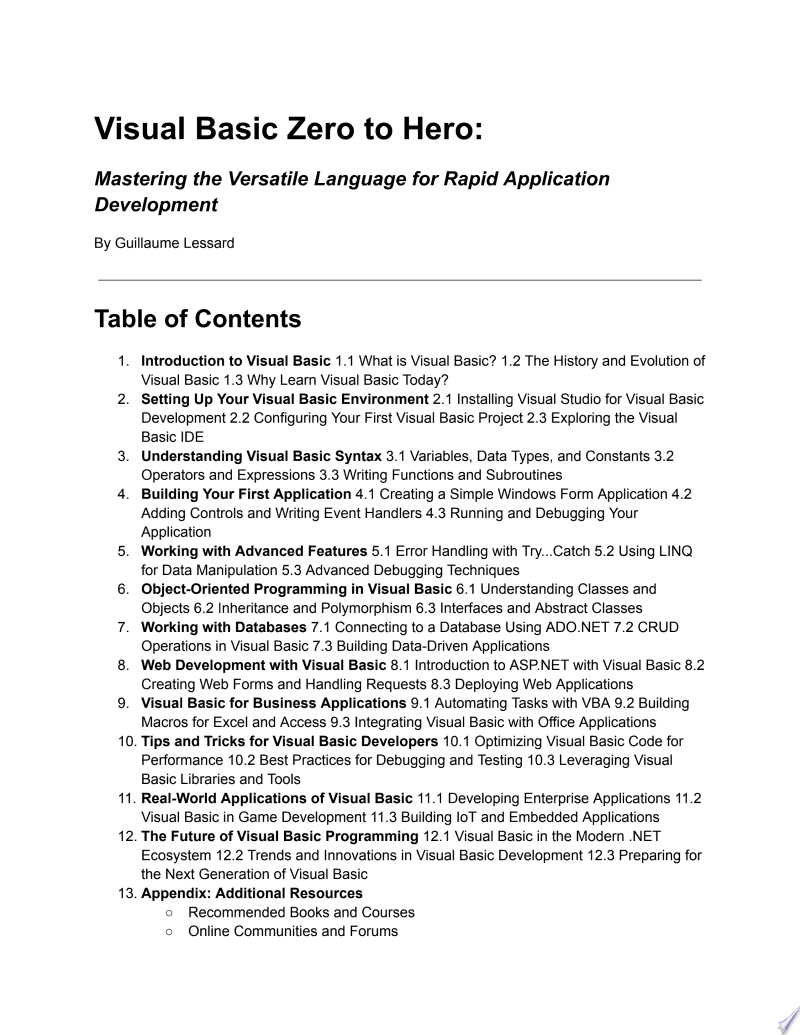 Visual Basic Zero to Hero:
Mastering the Versatile Language for Rapid Application
Development
By Guillaume Lessard
Table of Contents
1. Introduction to Visual Basic 1.1 What is Visual Basic? 1.2 The History and Evolution of
Visual Basic 1.3 Why Learn Visual Basic Today?
2. Setting Up Your Visual Basic Environment 2.1 Installing Visual Studio for Visual Basic
Development 2.2 Configuring Your First Visual Basic Project 2.3 Exploring the Visual
Basic IDE
3. Understanding Visual Basic Syntax 3.1 Variables, Data Types, and Constants 3.2
Operators and Expressions 3.3 Writing Functions and Subroutines
4. Building Your First Application 4.1 Creating a Simple Windows Form Application 4.2
Adding Controls and Writing Event Handlers 4.3 Running and Debugging Your
Application
5. Working with Advanced Features 5.1 Error Handling with Try...Catch 5.2 Using LINQ
for Data Manipulation 5.3 Advanced Debugging Techniques
6. Object-Oriented Programming in Visual Basic 6.1 Understanding Classes and
Objects 6.2 Inheritance and Polymorphism 6.3 Interfaces and Abstract Classes
7. Working with Databases 7.1 Connecting to a Database Using ADO.NET 7.2 CRUD
Operations in Visual Basic 7.3 Building Data-Driven Applications
8. Web Development with Visual Basic 8.1 Introduction to ASP.NET with Visual Basic 8.2
Creating Web Forms and Handling Requests 8.3 Deploying Web Applications
9. Visual Basic for Business Applications 9.1 Automating Tasks with VBA 9.2 Building
Macros for Excel and Access 9.3 Integrating Visual Basic with Office Applications
10. Tips and Tricks for Visual Basic Developers 10.1 Optimizing Visual Basic Code for
Performance 10.2 Best Practices for Debugging and Testing 10.3 Leveraging Visual
Basic Libraries and Tools
11. Real-World Applications of Visual Basic 11.1 Developing Enterprise Applications 11.2
Visual Basic in Game Development 11.3 Building IoT and Embedded Applications
12. The Future of Visual Basic Programming 12.1 Visual Basic in the Modern .NET
Ecosystem 12.2 Trends and Innovations in Visual Basic Development 12.3 Preparing for
the Next Generation of Visual Basic
13. Appendix: Additional Resources
○ Recommended Books and Courses
○ Online Communities and Forums